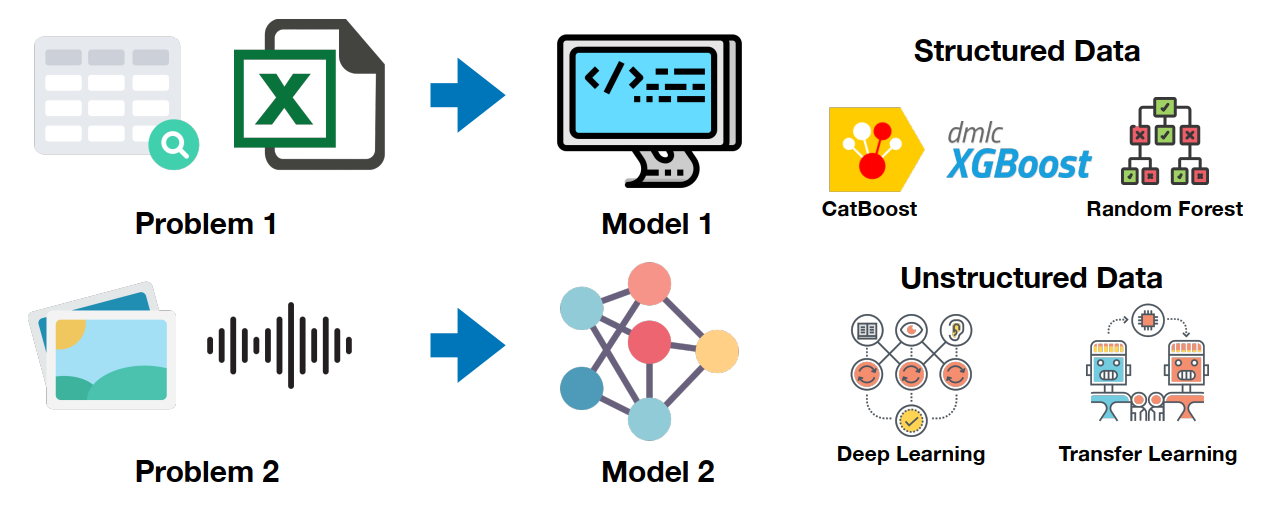 Structured Data
X
</>
dmlc
XGBoost
CatBoost
Random Forest
Problem 1
Model 1
Unstructured Data
Deep Learning
Transfer Learning
Problem 2
Model 2